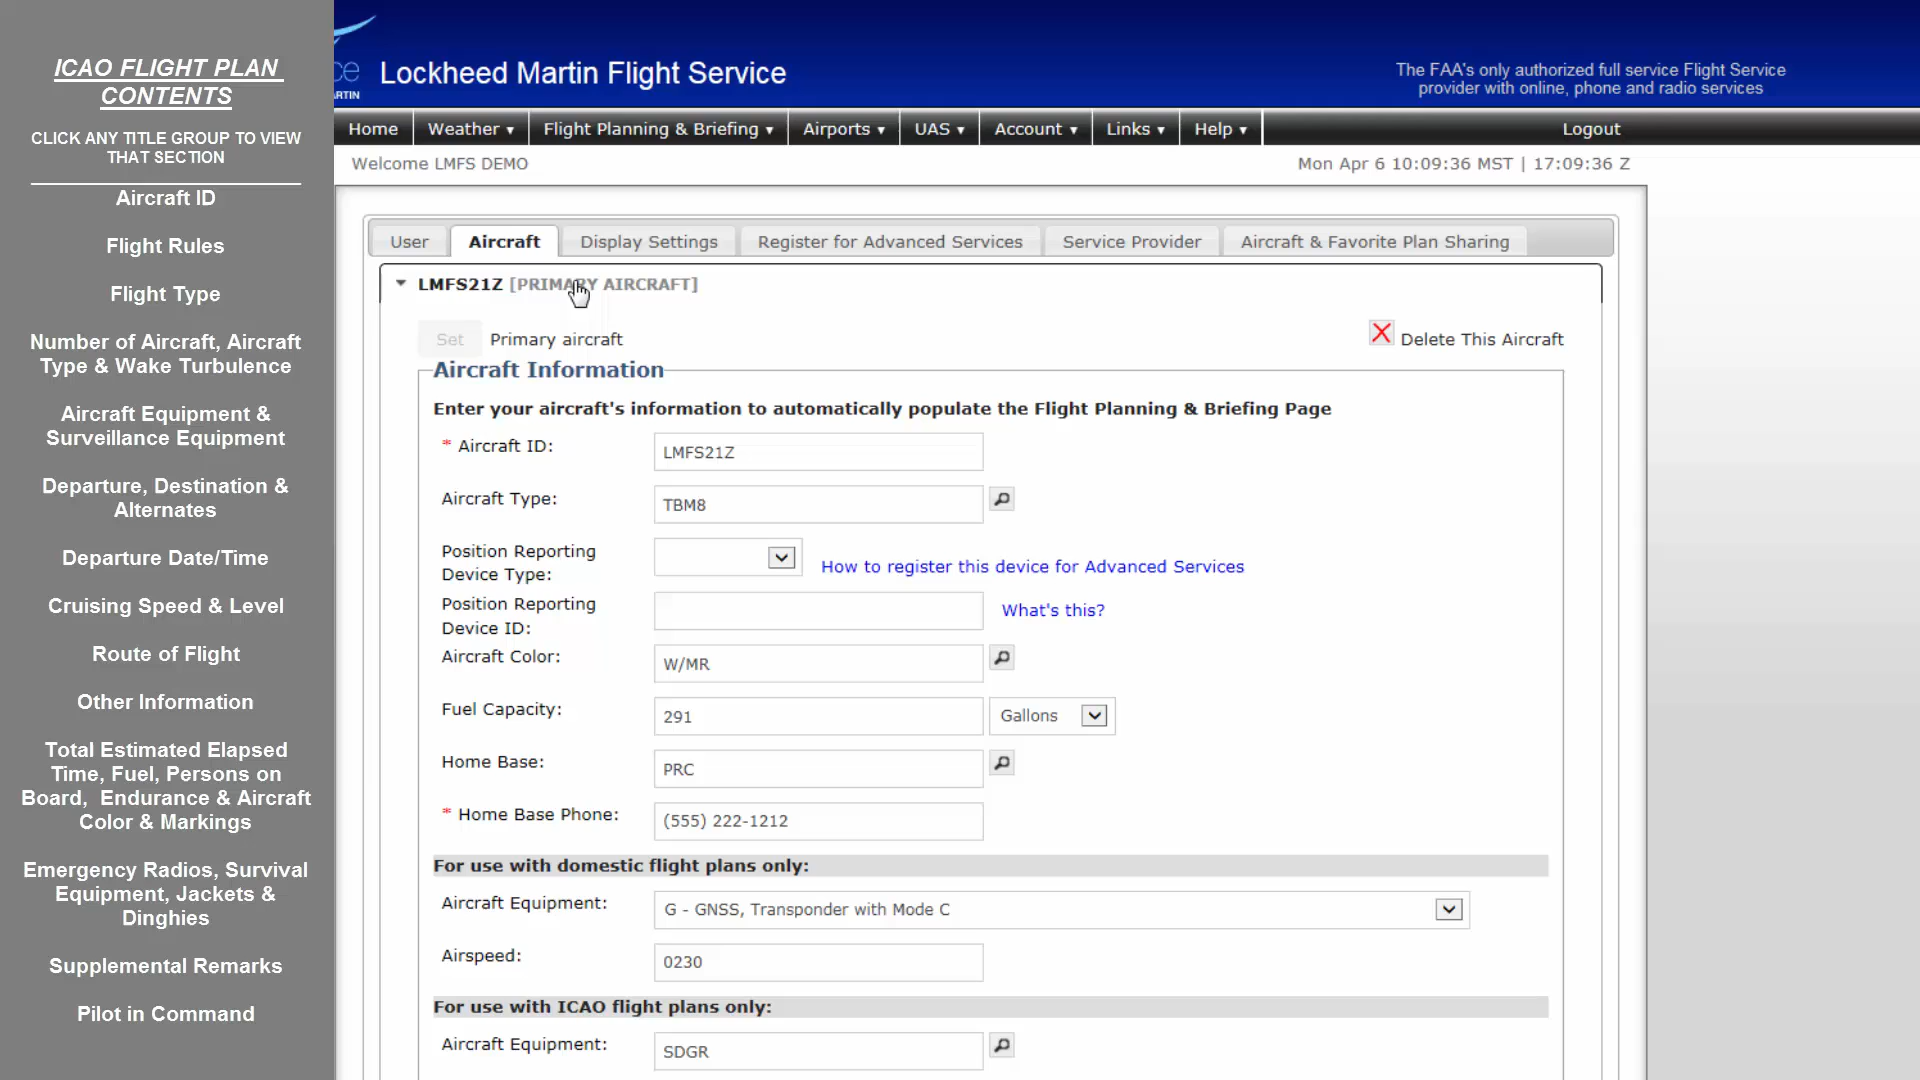 ICAO FLIGHT PLAN
CONTENTS
CLICK ANY TITLE GROUP TO VIEW
THAT SECTION
Aircraft ID
Flight Rules
Flight Type
Number of Aircraft, Aircraft
Type & Wake Turbulence
Aircraft Equipment &
Surveillance Equipment
Departure, Destination &
Alternates
Departure Date/Time
Cruising Speed & Level
Route of Flight
Other Information
Total Estimated Elapsed
Time, Fuel, Persons on
Board, Endurance & Aircraft
Color & Markings
Emergency Radios, Survival
Equipment, Jackets &
Dinghies
Supplemental Remarks
Pilot in Command
Lockheed Martin Flight Service
The FAA's only authorized full service Flight Service
provider with online, phone and radio services
Home Weather Flight Planning & Briefing Airports UAS Account Links Help Logout
Welcome LMFS DEMO Mon Apr 6 10:09:36 MST | 17:09:36 Z
User Aircraft Display Settings Register for Advanced Services Service Provider Aircraft & Favorite Plan Sharing
LMFS21Z [PRIMARY AIRCRAFT]
Set Primary aircraft Delete This Aircraft
Aircraft Information
Enter your aircraft's information to automatically populate the Flight Planning & Briefing Page
* Aircraft ID: LMFS21Z
Aircraft Type: TBM8
Position Reporting
Device Type:
How to register this device for Advanced Services
Position Reporting
Device ID:
What's this?
Aircraft Color: W/MR
Fuel Capacity: 291 Gallons
Home Base: PRC
* Home Base Phone: (555) 222-1212
For use with domestic flight plans only:
Aircraft Equipment: G - GNSS, Transponder with Mode C
Airspeed: 0230
For use with ICAO flight plans only:
Aircraft Equipment: SDGR